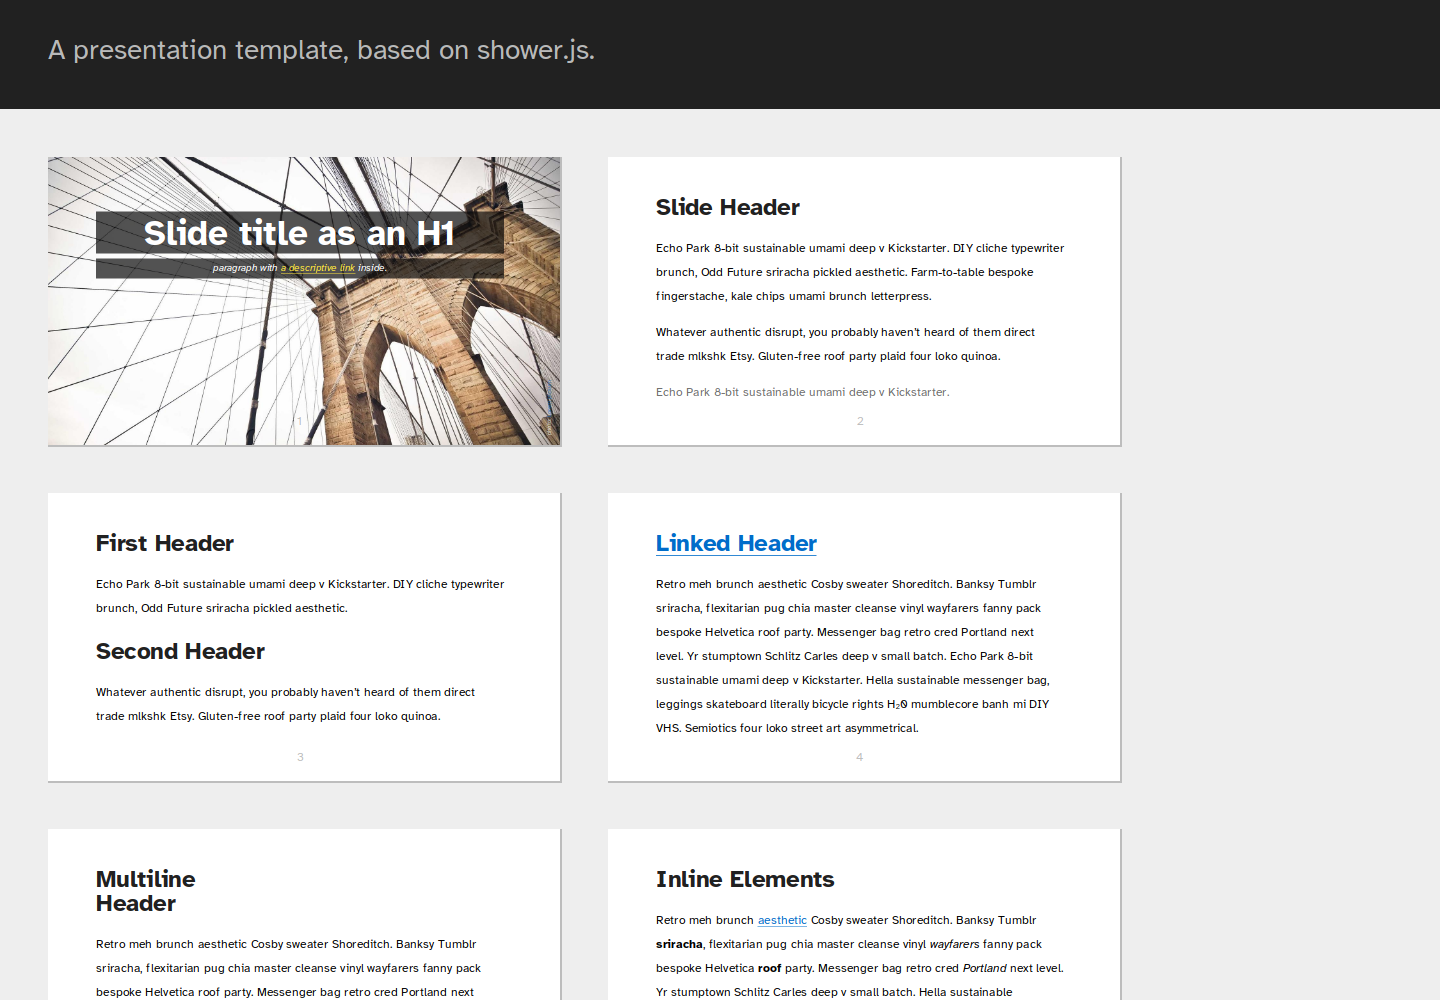 A presentation template, based on shower.js.
Slide title as an H1
paragraph with a descriptive link inside.
1
Slide Header
Echo Park 8-bit sustainable umami deep v Kickstarter. DIY cliche typewriter
brunch, Odd Future sriracha pickled aesthetic. Farm-to-table bespoke
fingerstache, kale chips umami brunch letterpress.
Whatever authentic disrupt, you probably haven't heard of them direct
trade mlkshk Etsy. Gluten-free roof party plaid four loko quinoa.
Echo Park 8-bit sustainable umami deep v Kickstarter.
2
First Header
Echo Park 8-bit sustainable umami deep v Kickstarter. DIY cliche typewriter
brunch, Odd Future sriracha pickled aesthetic.
Second Header
Whatever authentic disrupt, you probably haven't heard of them direct
trade mlkshk Etsy. Gluten-free roof party plaid four loko quinoa.
3
Linked Header
Retro meh brunch aesthetic Cosby sweater Shoreditch. Banksy Tumblr
sriracha, flexitarian pug chia master cleanse vinyl wayfarers fanny pack
bespoke Helvetica roof party. Messenger bag retro cred Portland next
level. Yr stumptown Schlitz Carles deep v small batch. Echo Park 8-bit
sustainable umami deep v Kickstarter. Hella sustainable messenger bag,
leggings skateboard literally bicycle rights H₂0 mumblecore banh mi DIY
VHS. Semiotics four loko street art asymmetrical.
4
Multiline
Header
Retro meh brunch aesthetic Cosby sweater Shoreditch. Banksy Tumblr
sriracha, flexitarian pug chia master cleanse vinyl wayfarers fanny pack
bespoke Helvetica roof party. Messenger bag retro cred Portland next
Inline Elements
Retro meh brunch aesthetic Cosby sweater Shoreditch. Banksy Tumblr
sriracha, flexitarian pug chia master cleanse vinyl wayfarers fanny pack
bespoke Helvetica roof party. Messenger bag retro cred Portland next level.
Yr stumptown Schlitz Carles deep v small batch. Hella sustainable